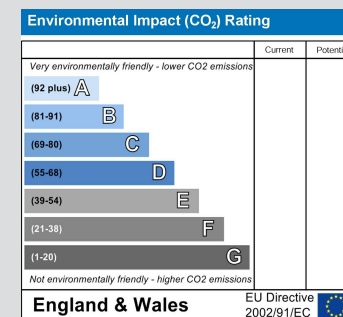 Environmental Impact (CO₂) Rating
Current
Very environmentally friendly - lower CO2 emissions
(92 plus) A
(81-91) B
(69-80) C
(55-68) D
(39-54) E
(21-38) F
(1-20) G
Not environmentally friendly - higher CO2 emissions
England & Wales
EU Directive
2002/91/EC